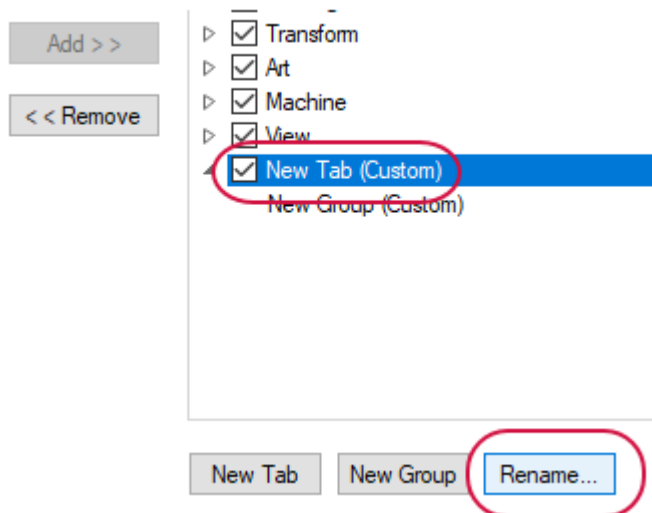 Add > >
< < Remove
Transform
Art
Machine
View
New Tab (Custom)
New Group (Custom)
New Tab
New Group
Rename...